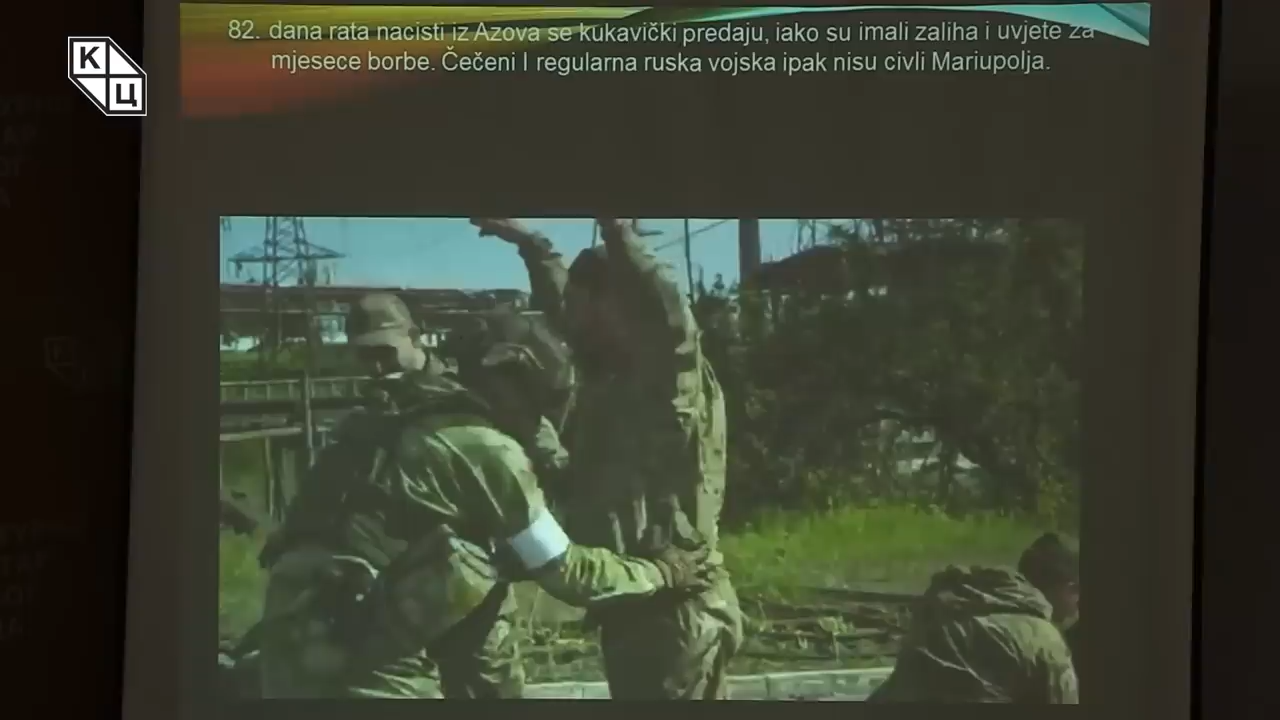 82. dana rata nacisti iz Azova se kukavički predaju, iako su imali zaliha i uvjete za
mjesece borbe. Čečeni I regularna ruska vojska ipak nisu civli Mariupolja.
К
Ц